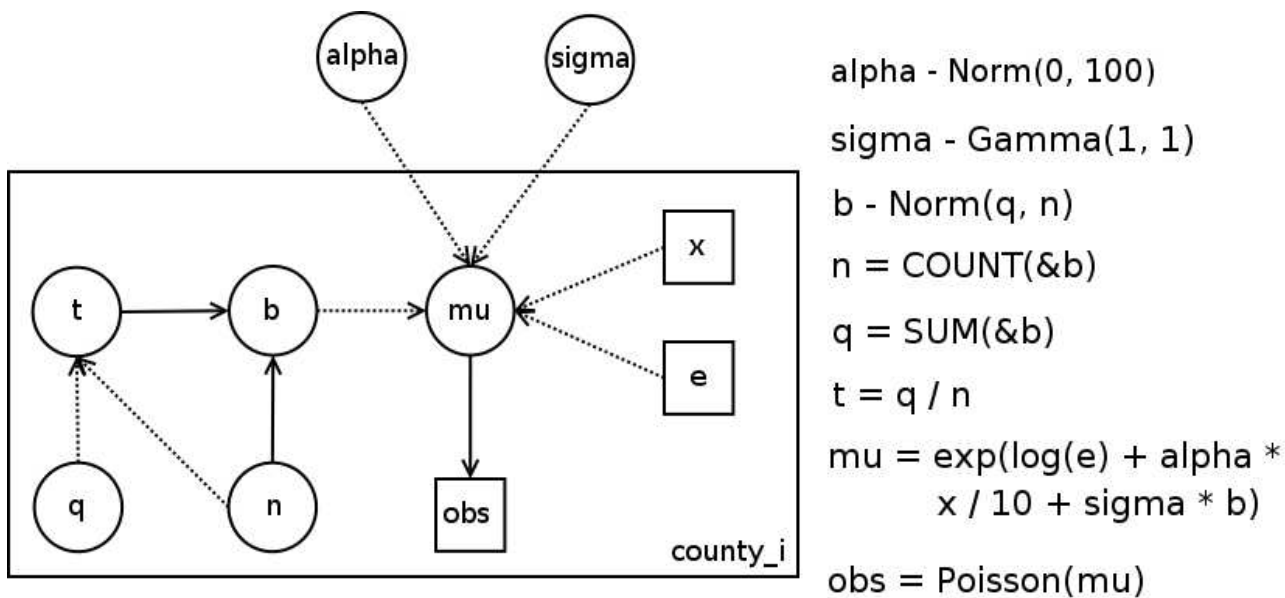 alpha
sigma
t
b
mu
x
e
q
n
obs
county_i
alpha - Norm(0, 100)
sigma - Gamma(1, 1)
b - Norm(q, n)
n = COUNT(&b)
q = SUM(&b)
t = q / n
mu = exp(log(e) + alpha *
x / 10 + sigma * b)
obs = Poisson(mu)